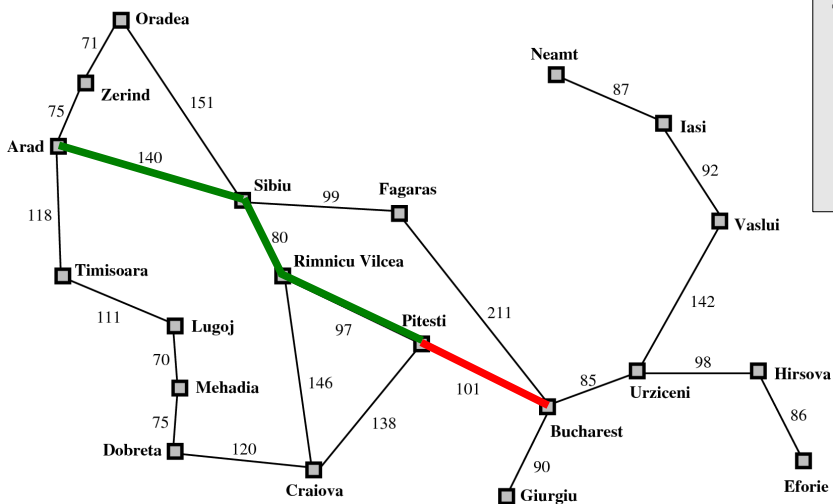 Oradea
71
Neamt
Zerind
87
151
75
Iasi
Arad
140
92
Sibiu
99
Fagaras
118
80
Vaslui
Rimnicu Vilcea
Timisoara
142
211
111
Lugoj
97
Pitesti
70
98
Hirsova
146
101
85
Mehadia
Urziceni
75
138
86
Bucharest
Dobreta
120
90
Craiova
Giurgiu
Eforie